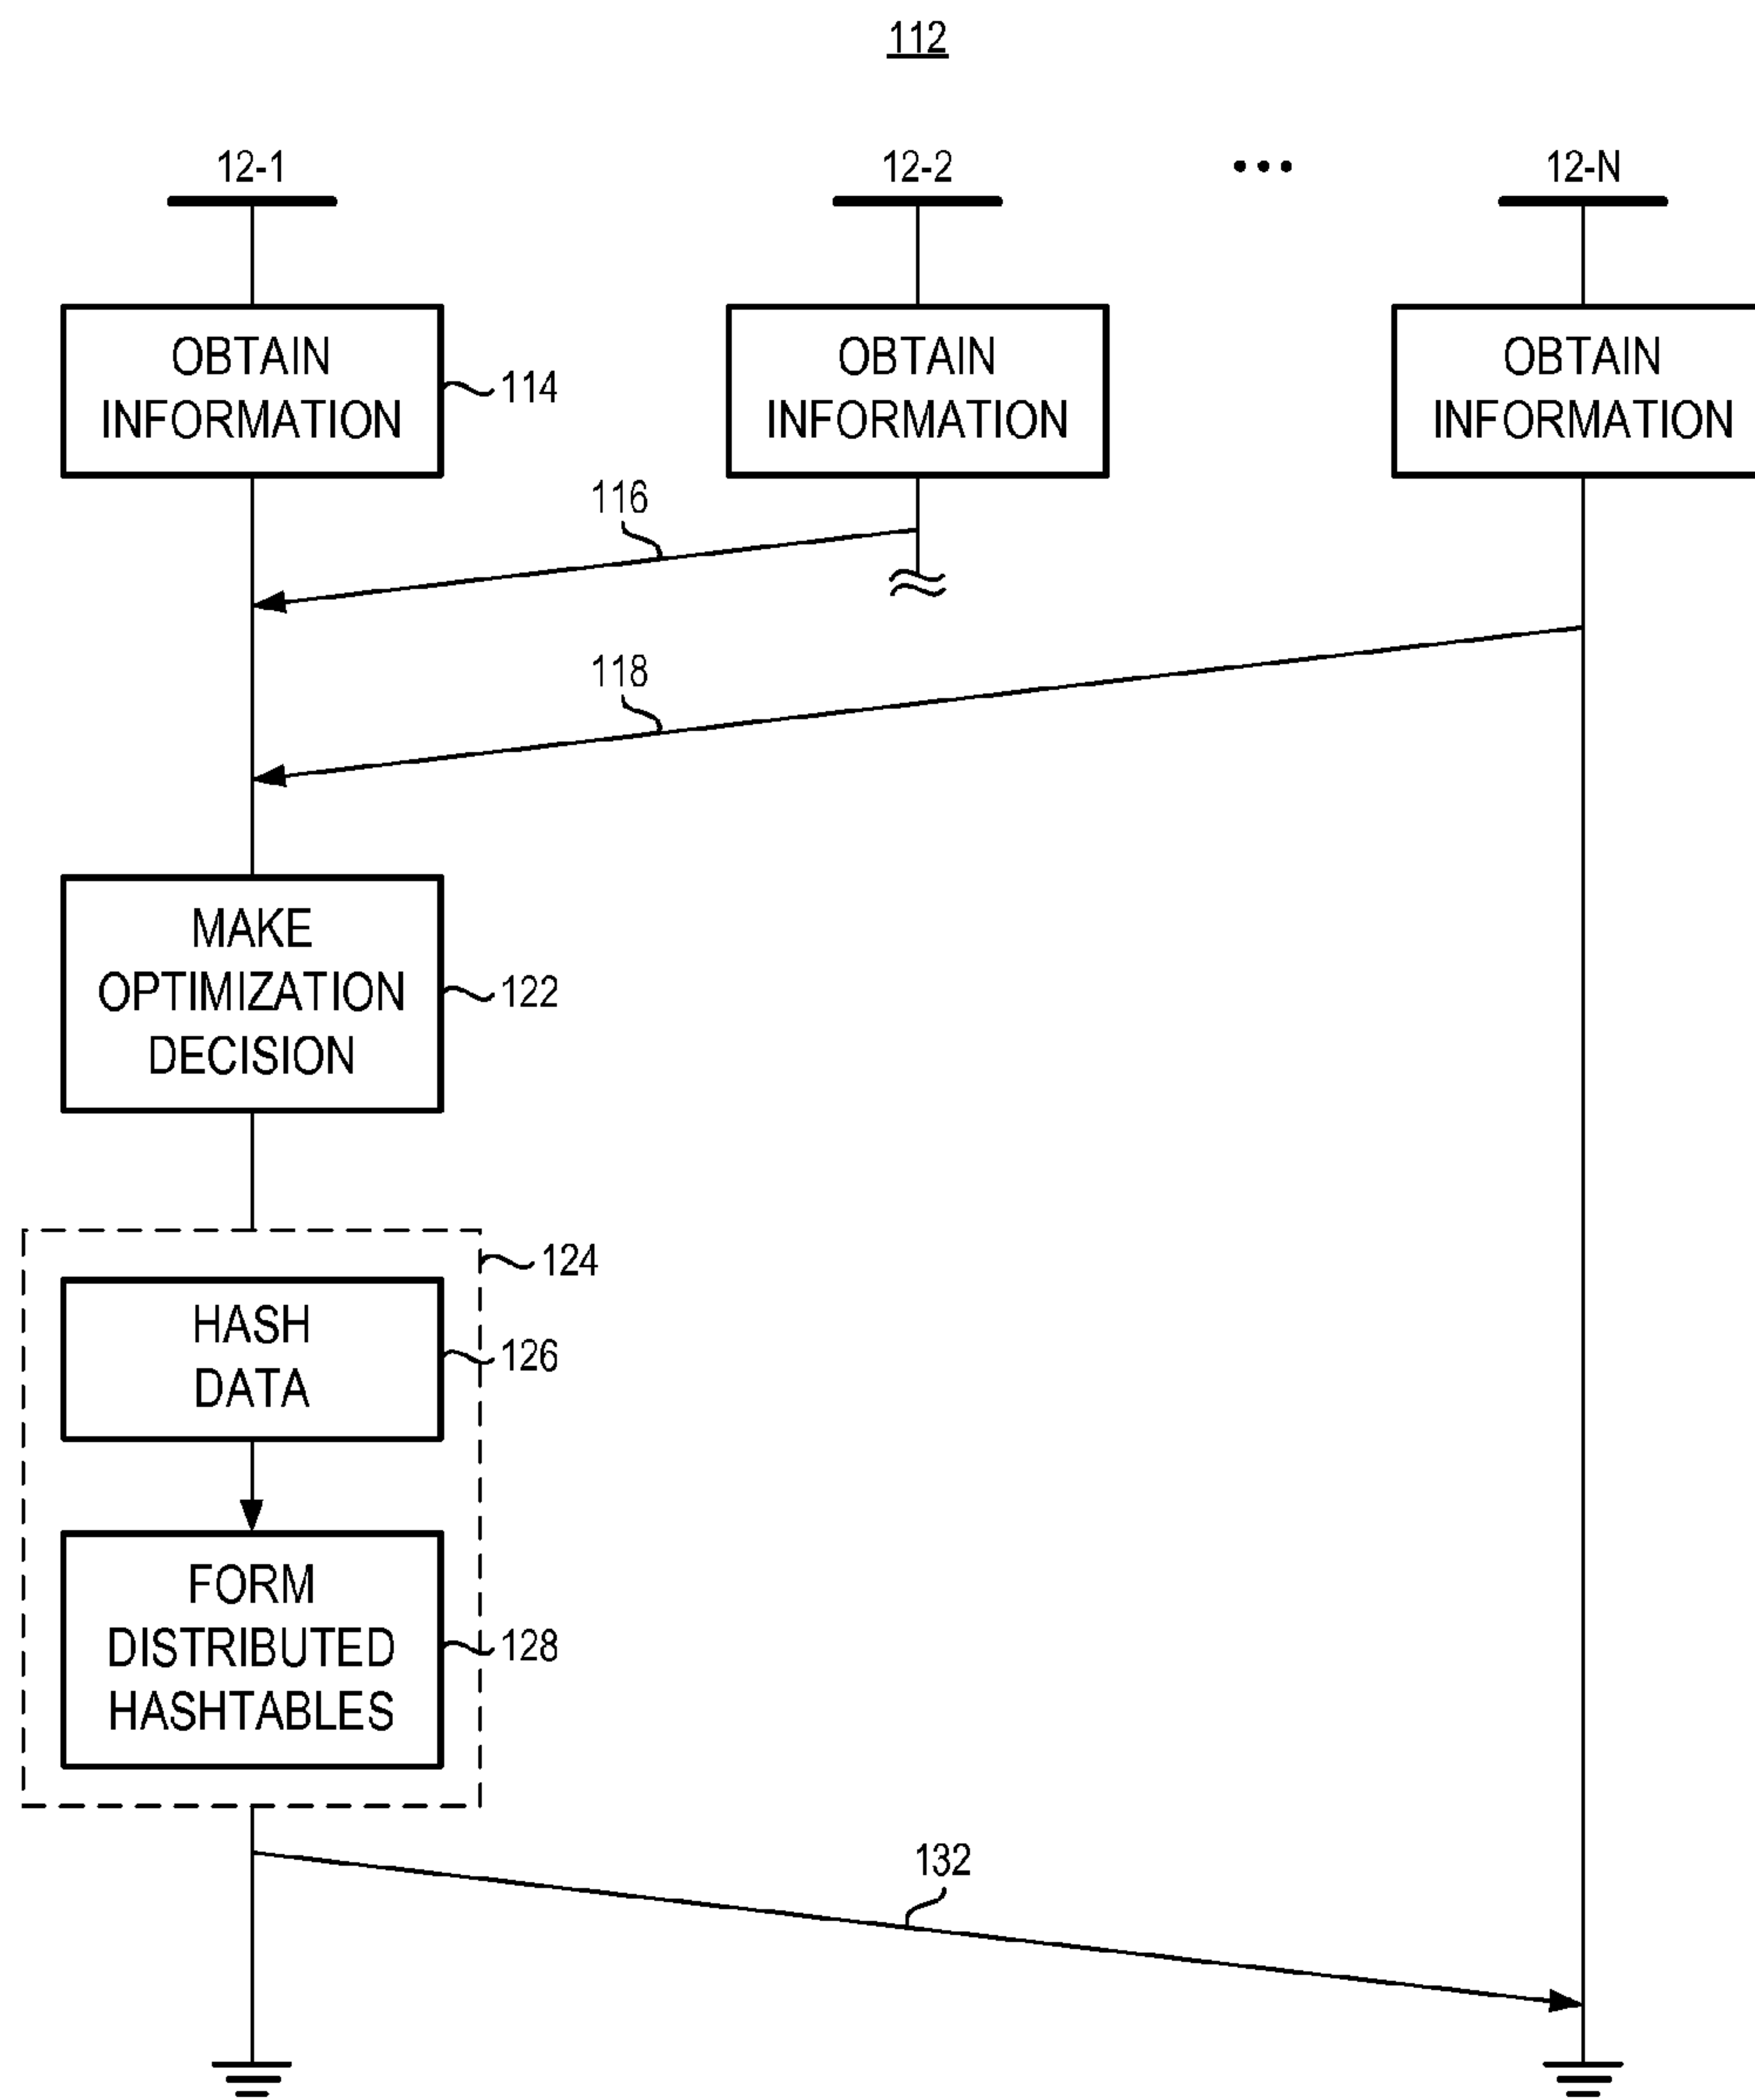 112
12-1
12-2
•••
12-N
OBTAIN
INFORMATION
114
OBTAIN
INFORMATION
OBTAIN
INFORMATION
116
118
MAKE
OPTIMIZATION
DECISION
122
124
HASH
DATA
126
FORM
DISTRIBUTED
HASHTABLES
128
132